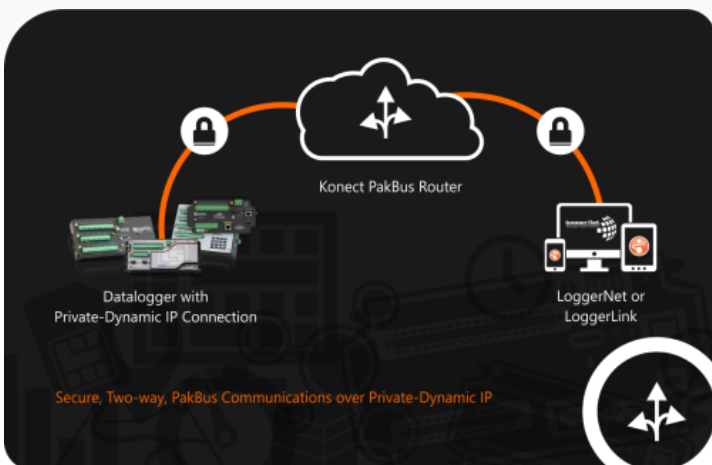 Konect PakBus Router
LoggerNet
Datalogger with
Private-Dynamic IP Connection
LoggerNet or
LoggerLink
Secure, Two-way, PakBus Communications over Private-Dynamic IP